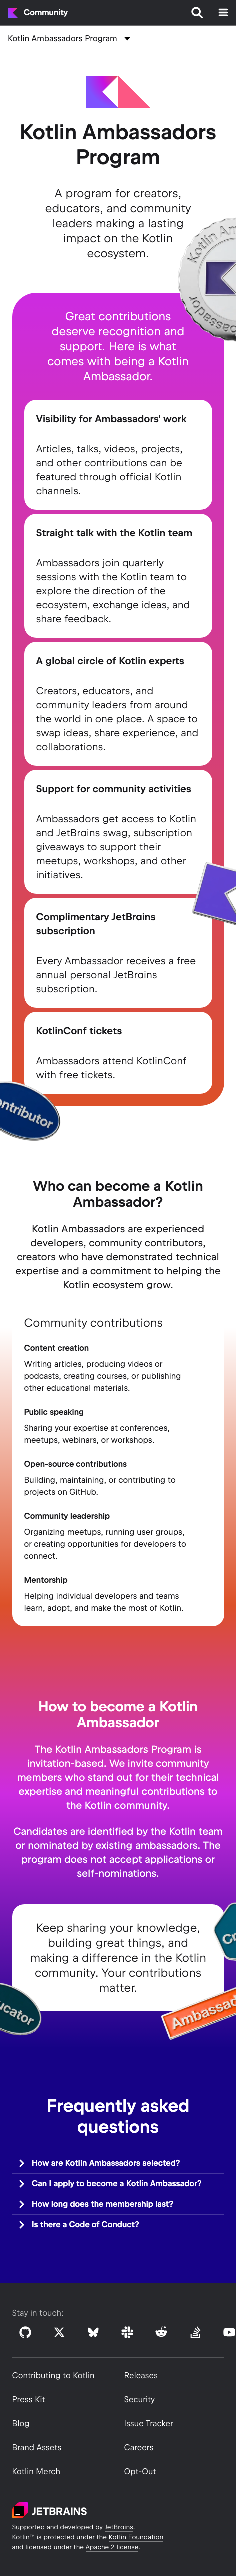 Community
Kotlin Ambassadors Program
Kotlin Ambassadors
Program
A program for creators,
educators, and community
leaders making a lasting
impact on the Kotlin
ecosystem.
Great contributions
deserve recognition and
support. Here is what
comes with being a Kotlin
Ambassador.
Visibility for Ambassadors' work
Articles, talks, videos, projects,
and other contributions can be
featured through official Kotlin
channels.
Straight talk with the Kotlin team
Ambassadors join quarterly
sessions with the Kotlin team to
explore the direction of the
ecosystem, exchange ideas, and
share feedback.
A global circle of Kotlin experts
Creators, educators, and
community leaders from around
the world in one place. A space to
swap ideas, share experience, and
collaborations.
Support for community activities
Ambassadors get access to Kotlin
and JetBrains swag, subscription
giveaways to support their
meetups, workshops, and other
initiatives.
Complimentary JetBrains
subscription
Every Ambassador receives a free
annual personal JetBrains
subscription.
KotlinConf tickets
Ambassadors attend KotlinConf
with free tickets.
ontributor
Who can become a Kotlin
Ambassador?
Kotlin Ambassadors are experienced
developers, community contributors,
creators who have demonstrated technical
expertise and a commitment to helping the
Kotlin ecosystem grow.
Community contributions
Content creation
Writing articles, producing videos or
podcasts, creating courses, or publishing
other educational materials.
Public speaking
Sharing your expertise at conferences,
meetups, webinars, or workshops.
Open-source contributions
Building, maintaining, or contributing to
projects on GitHub.
Community leadership
Organizing meetups, running user groups,
or creating opportunities for developers to
connect.
Mentorship
Helping individual developers and teams
learn, adopt, and make the most of Kotlin.
How to become a Kotlin
Ambassador
The Kotlin Ambassadors Program is
invitation-based. We invite community
members who stand out for their technical
expertise and meaningful contributions to
the Kotlin community.
Candidates are identified by the Kotlin team
or nominated by existing ambassadors. The
program does not accept applications or
self-nominations.
Keep sharing your knowledge,
building great things, and
making a difference in the Kotlin
community. Your contributions
matter.
ucator
Ambassad
Co
Frequently asked
questions
How are Kotlin Ambassadors selected?
Can I apply to become a Kotlin Ambassador?
How long does the membership last?
Is there a Code of Conduct?
Stay in touch:
Contributing to Kotlin
Releases
Press Kit
Security
Blog
Issue Tracker
Brand Assets
Careers
Kotlin Merch
Opt-Out
JETBRAINS
Supported and developed by JetBrains.
Kotlin™ is protected under the Kotlin Foundation
and licensed under the Apache 2 license.